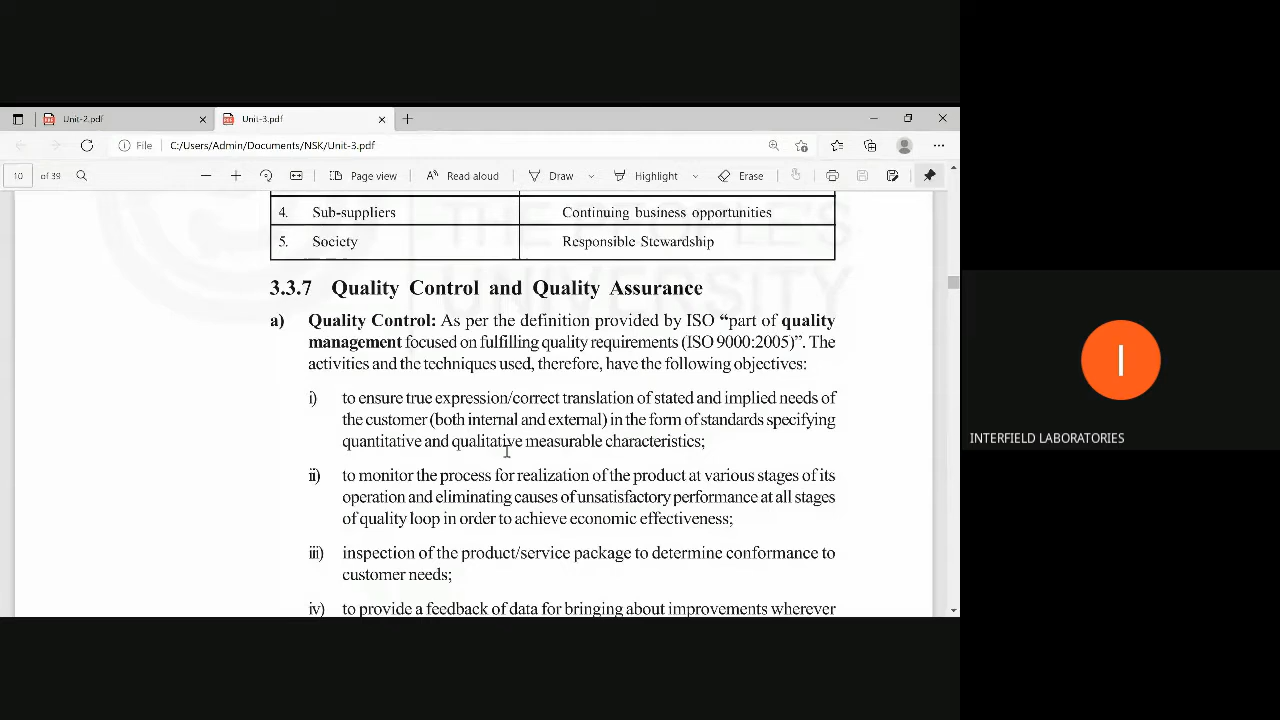 Unit-2.pdf
Unit-3.pdf
File C:/Users/Admin/Documents/NSK/Unit-3.pdf
10 of 39 Page view Read aloud Draw Highlight Erase
THE PEOPLE'S
UNIVERSITY
4. Sub-suppliers Continuing business opportunities
5. Society Responsible Stewardship
3.3.7 Quality Control and Quality Assurance
a) Quality Control: As per the definition provided by ISO “part of quality
management focused on fulfilling quality requirements (ISO 9000:2005)”. The
activities and the techniques used, therefore, have the following objectives:
i) to ensure true expression/correct translation of stated and implied needs of
the customer (both internal and external) in the form of standards specifying
quantitative and qualitative measurable characteristics;
ii) to monitor the process for realization of the product at various stages of its
operation and eliminating causes of unsatisfactory performance at all stages
of quality loop in order to achieve economic effectiveness;
iii) inspection of the product/service package to determine conformance to
customer needs;
iv) to provide a feedback of data for bringing about improvements wherever
I
INTERFIELD LABORATORIES